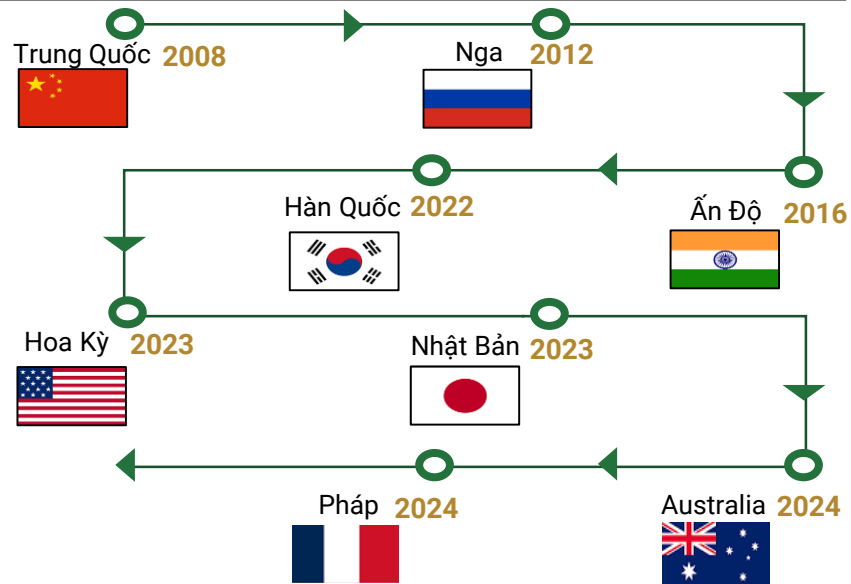 Trung Quốc 2008
Nga 2012
Hàn Quốc 2022
Ấn Độ 2016
Hoa Kỳ 2023
Nhật Bản 2023
Pháp 2024
Australia 2024